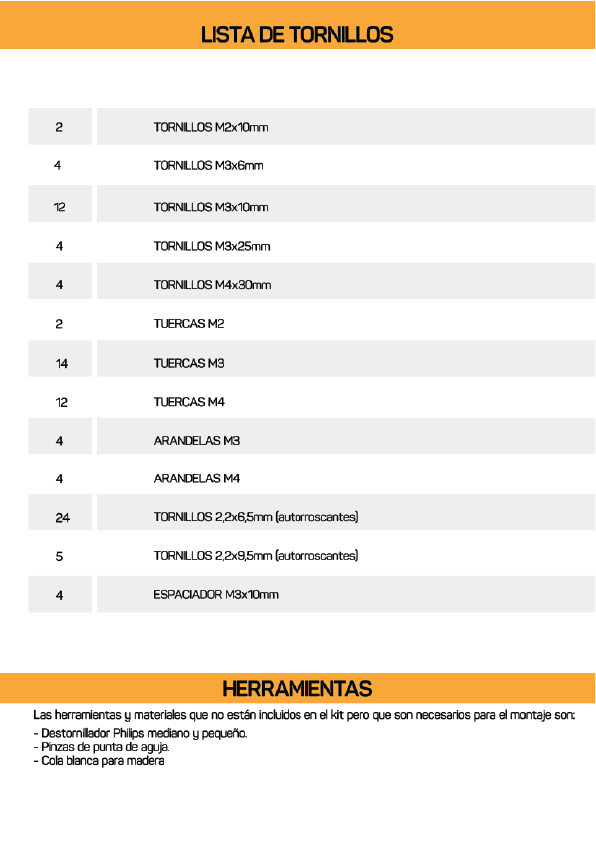 LISTA DE TORNILLOS
2 TORNILLOS M2x10mm
4 TORNILLOS M3x6mm
12 TORNILLOS M3x10mm
4 TORNILLOS M3x25mm
4 TORNILLOS M4x30mm
2 TUERCAS M2
14 TUERCAS M3
12 TUERCAS M4
4 ARANDELAS M3
4 ARANDELAS M4
24 TORNILLOS 2,2x6,5mm (autorroscantes)
5 TORNILLOS 2,2x9,5mm (autorroscantes)
4 ESPACIADOR M3x10mm
HERRAMIENTAS
Las herramientas y materiales que no están incluidos en el kit pero que son necesarios para el montaje son:
- Destornillador Philips mediano y pequeño.
- Pinzas de punta de aguja.
- Cola blanca para madera